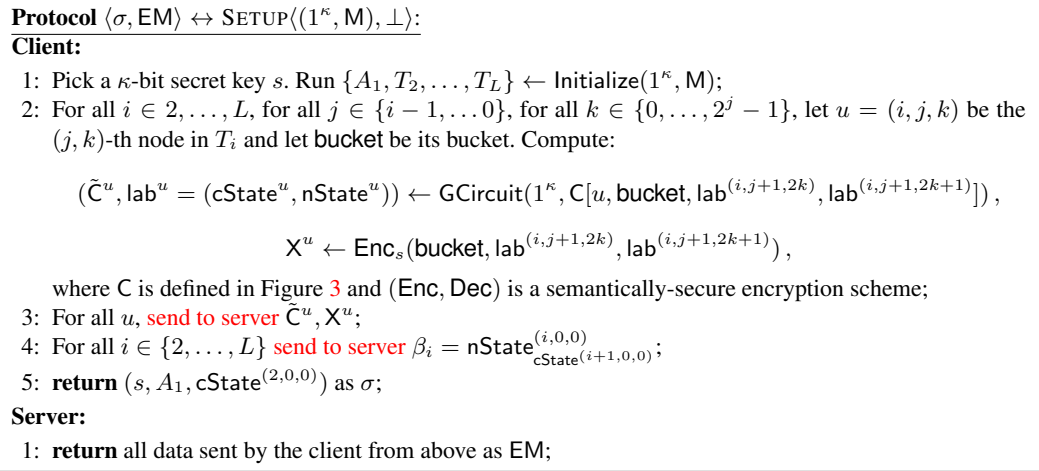 Protocol ⟨σ, EM⟩ ↔ SETUP⟨(1^κ, M), ⊥⟩:
Client:
1: Pick a κ-bit secret key s. Run {A_1, T_2, . . . , T_L} ← Initialize(1^κ, M);
2: For all i ∈ 2, . . . , L, for all j ∈ {i − 1, . . . 0}, for all k ∈ {0, . . . , 2^j − 1}, let u = (i, j, k) be the
(j, k)-th node in T_i and let bucket be its bucket. Compute:
(C̃^u, lab^u = (cState^u, nState^u)) ← GCircuit(1^κ, C[u, bucket, lab^(i,j+1,2k), lab^(i,j+1,2k+1)]) ,
X^u ← Enc_s(bucket, lab^(i,j+1,2k), lab^(i,j+1,2k+1)) ,
where C is defined in Figure 3 and (Enc, Dec) is a semantically-secure encryption scheme;
3: For all u, send to server C̃^u, X^u;
4: For all i ∈ {2, . . . , L} send to server β_i = nState^(i,0,0)_cState^(i+1,0,0);
5: return (s, A_1, cState^(2,0,0)) as σ;
Server:
1: return all data sent by the client from above as EM;